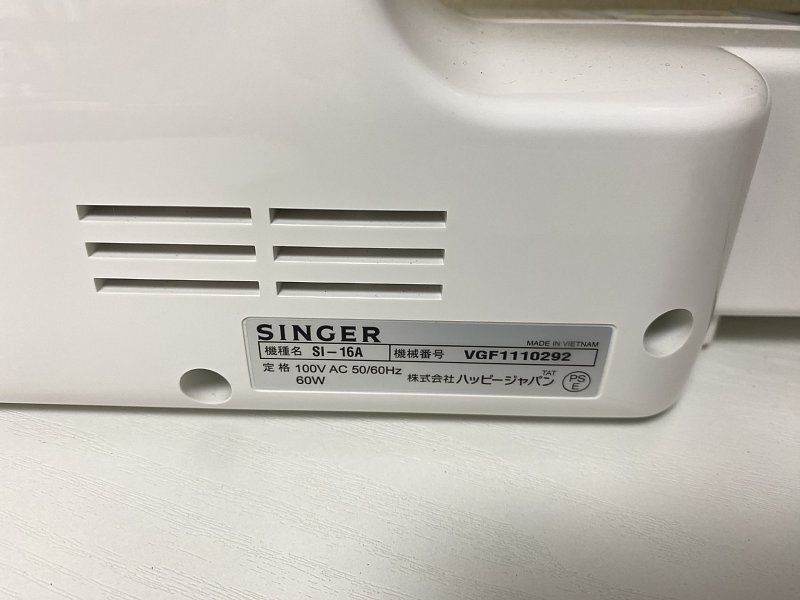 SINGER
MADE IN VIETNAM
機種名 SI-16A 機械番号 VGF1110292
定格 100V AC 50/60Hz
60W
TAT
株式会社ハッピージャパン
PS
E